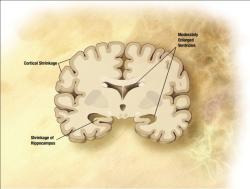 Cortical Shrinkage
Moderately
Enlarged
Ventricles
Shrinkage of
Hippocampus